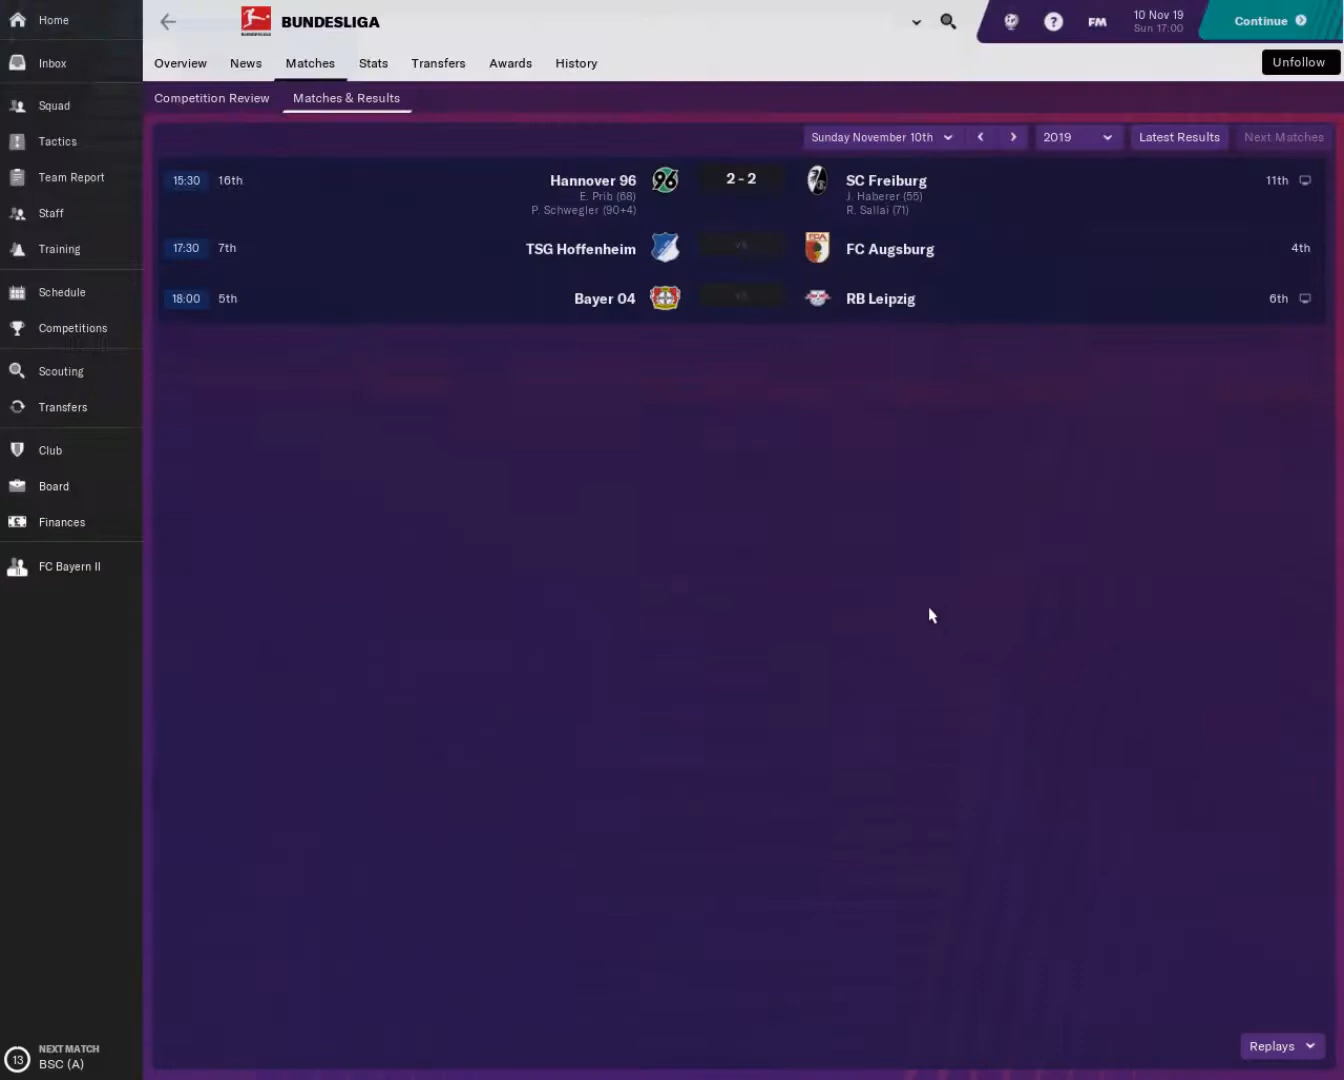 Home
BUNDESLIGA
10 Nov 19
Sun 17:00
Continue
FM
Inbox
Overview
News
Matches
Stats
Transfers
Awards
History
Unfollow
Squad
Competition Review
Matches & Results
Tactics
Sunday November 10th
2019
Latest Results
Next Matches
Team Report
15:30 16th Hannover 96 2 - 2 SC Freiburg 11th
E. Prib (68) J. Haberer (55)
P. Schwegler (90+4) R. Sallai (71)
Staff
Training
17:30 7th TSG Hoffenheim vs FC Augsburg 4th
Schedule
18:00 5th Bayer 04 vs RB Leipzig 6th
Competitions
Scouting
Transfers
Club
Board
Finances
FC Bayern II
13 NEXT MATCH
BSC (A)
Replays